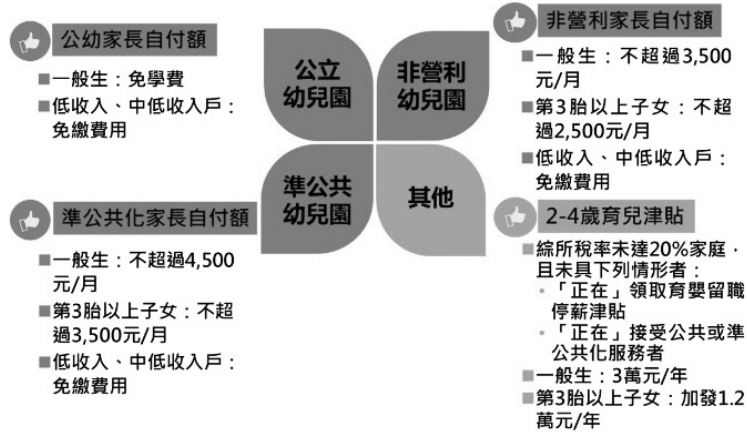 公幼家長自付額
■一般生：免學費
■低收入、中低收入戶：
免繳費用
公立
幼兒園
非營利
幼兒園
非營利家長自付額
■一般生：不超過3,500
元/月
■第3胎以上子女：不超
過2,500元/月
■低收入、中低收入戶：
免繳費用
準公共化家長自付額
■一般生：不超過4,500
元/月
■第3胎以上子女：不超
過3,500元/月
■低收入、中低收入戶：
免繳費用
準公共
幼兒園
其他
2-4歲育兒津貼
■綜所稅率未達20%家庭，
且未具下列情形者：
◦「正在」領取育嬰留職
停薪津貼
◦「正在」接受公共或準
公共化服務者
■一般生：3萬元/年
■第3胎以上子女：加發1.2
萬元/年